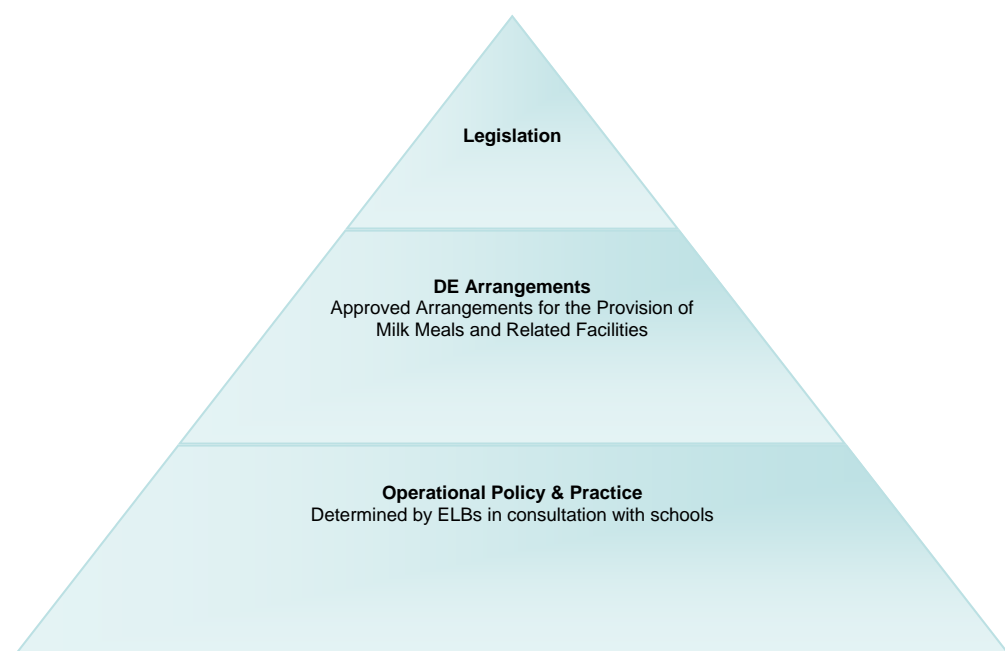 Legislation
DE Arrangements
Approved Arrangements for the Provision of
Milk Meals and Related Facilities
Operational Policy & Practice
Determined by ELBs in consultation with schools